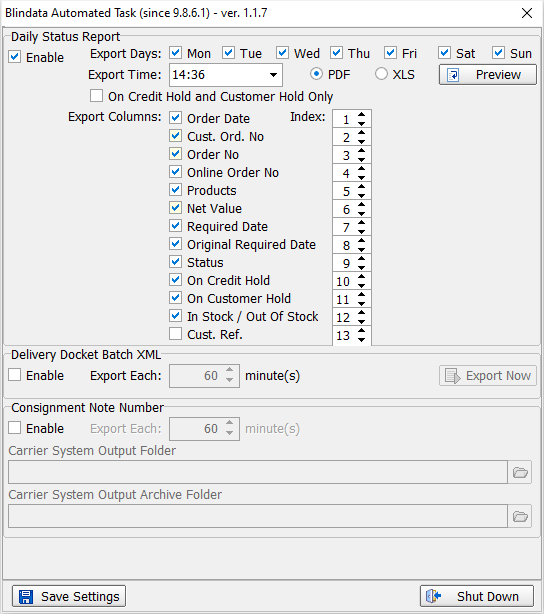 Blindata Automated Task (since 9.8.6.1) - ver. 1.1.7
Daily Status Report
Enable Export Days: Mon Tue Wed Thu Fri Sat Sun
Export Time: 14:36 PDF XLS Preview
On Credit Hold and Customer Hold Only
Export Columns: Order Date Index: 1
Cust. Ord. No 2
Order No 3
Online Order No 4
Products 5
Net Value 6
Required Date 7
Original Required Date 8
Status 9
On Credit Hold 10
On Customer Hold 11
In Stock / Out Of Stock 12
Cust. Ref. 13
Delivery Docket Batch XML
Enable Export Each: 60 minute(s) Export Now
Consignment Note Number
Enable Export Each: 60 minute(s)
Carrier System Output Folder
Carrier System Output Archive Folder
Save Settings Shut Down